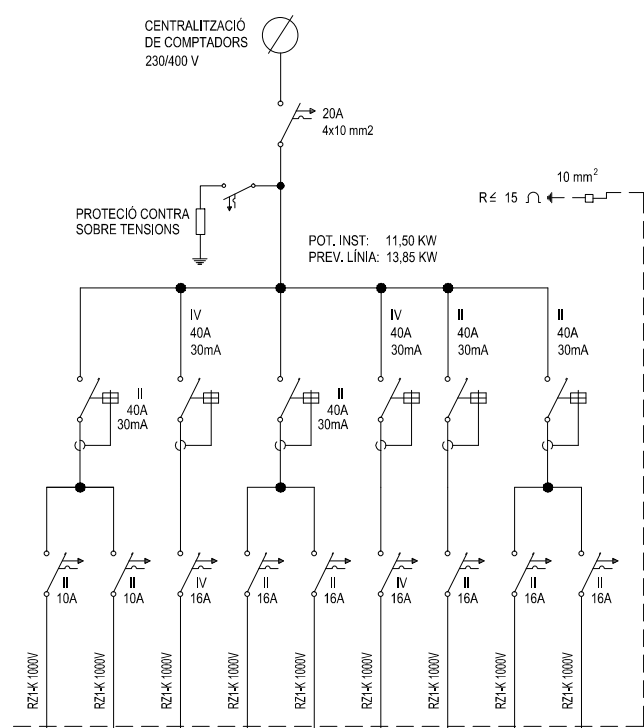 CENTRALITZACIÓ
DE COMPTADORS
230/400 V
20A
4x10 mm2
10 mm²
R≤ 15
PROTECIÓ CONTRA
SOBRE TENSIONS
POT. INST: 11,50 KW
PREV. LÍNIA: 13,85 KW
IV
40A
30mA
IV
40A
30mA
II
40A
30mA
II
40A
30mA
II
40A
30mA
II
40A
30mA
II
10A
II
10A
IV
16A
II
16A
II
16A
IV
16A
II
16A
II
16A
II
16A
RZ1-K 1000V
RZ1-K 1000V
RZ1-K 1000V
RZ1-K 1000V
RZ1-K 1000V
RZ1-K 1000V
RZ1-K 1000V
RZ1-K 1000V
RZ1-K 1000V